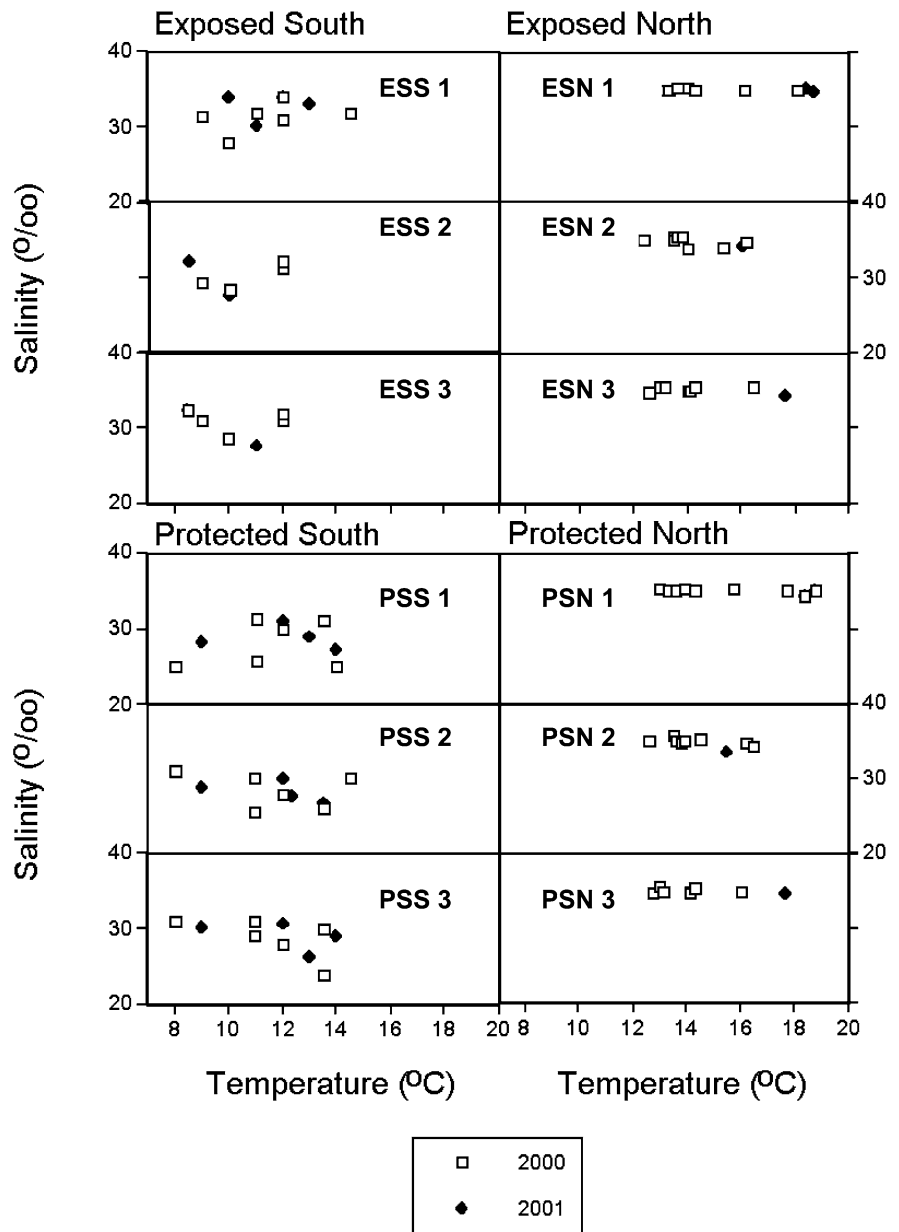 Exposed South Exposed North
40
ESS 1 ESN 1
30
20 40
ESS 2 ESN 2
30
40 20
ESS 3 ESN 3
30
20
Salinity (o/oo)
Protected South Protected North
40
PSS 1 PSN 1
30
20 40
PSS 2 PSN 2
30
40 20
PSS 3 PSN 3
30
20
Salinity (o/oo)
8 10 12 14 20 8 10 12 14 16 18 20
Temperature (ºC) Temperature (ºC)
2000
2001